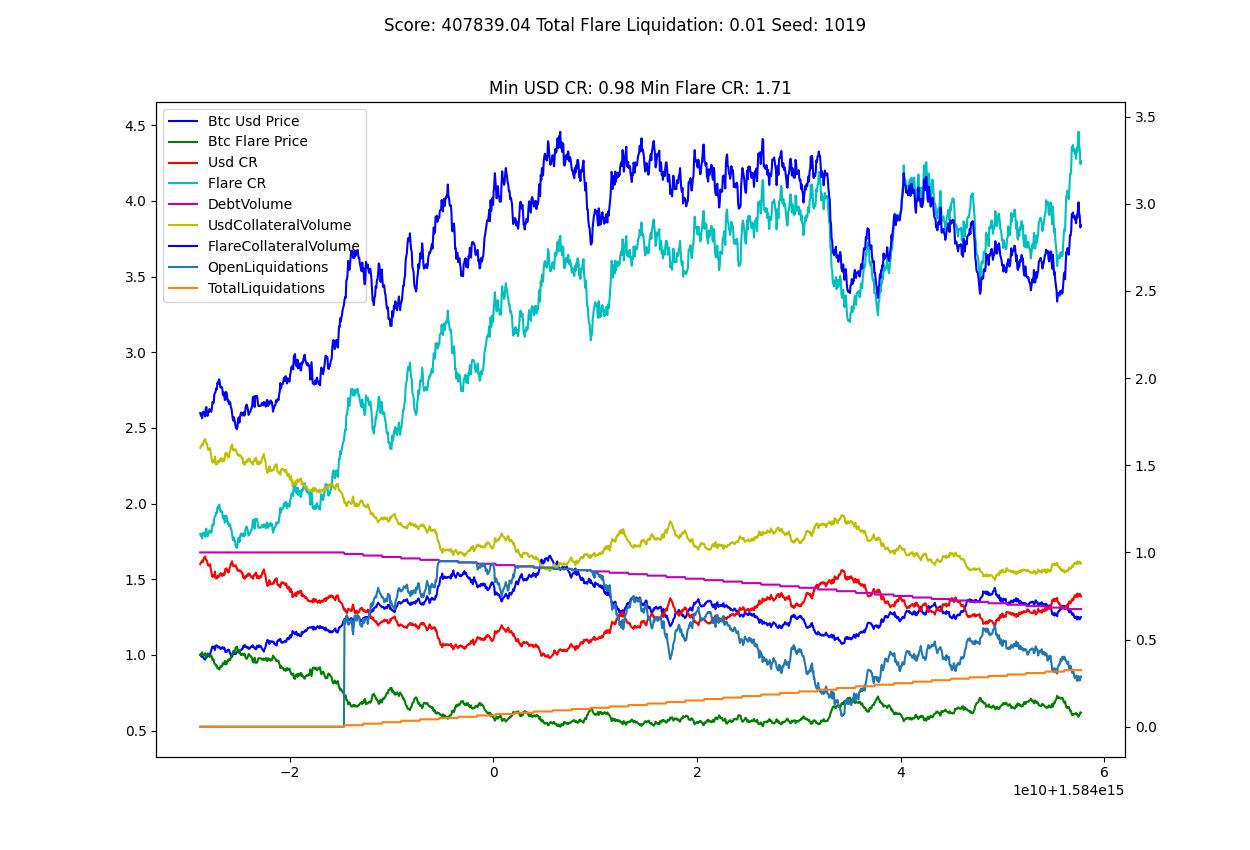 Score: 407839.04 Total Flare Liquidation: 0.01 Seed: 1019
Min USD CR: 0.98 Min Flare CR: 1.71
Btc Usd Price
Btc Flare Price
Usd CR
Flare CR
DebtVolume
UsdCollateralVolume
FlareCollateralVolume
OpenLiquidations
TotalLiquidations
4.5
4.0
3.5
3.0
2.5
2.0
1.5
1.0
0.5
3.5
3.0
2.5
2.0
1.5
1.0
0.5
0.0
−2 0 2 4 6
1e10+1.584e15